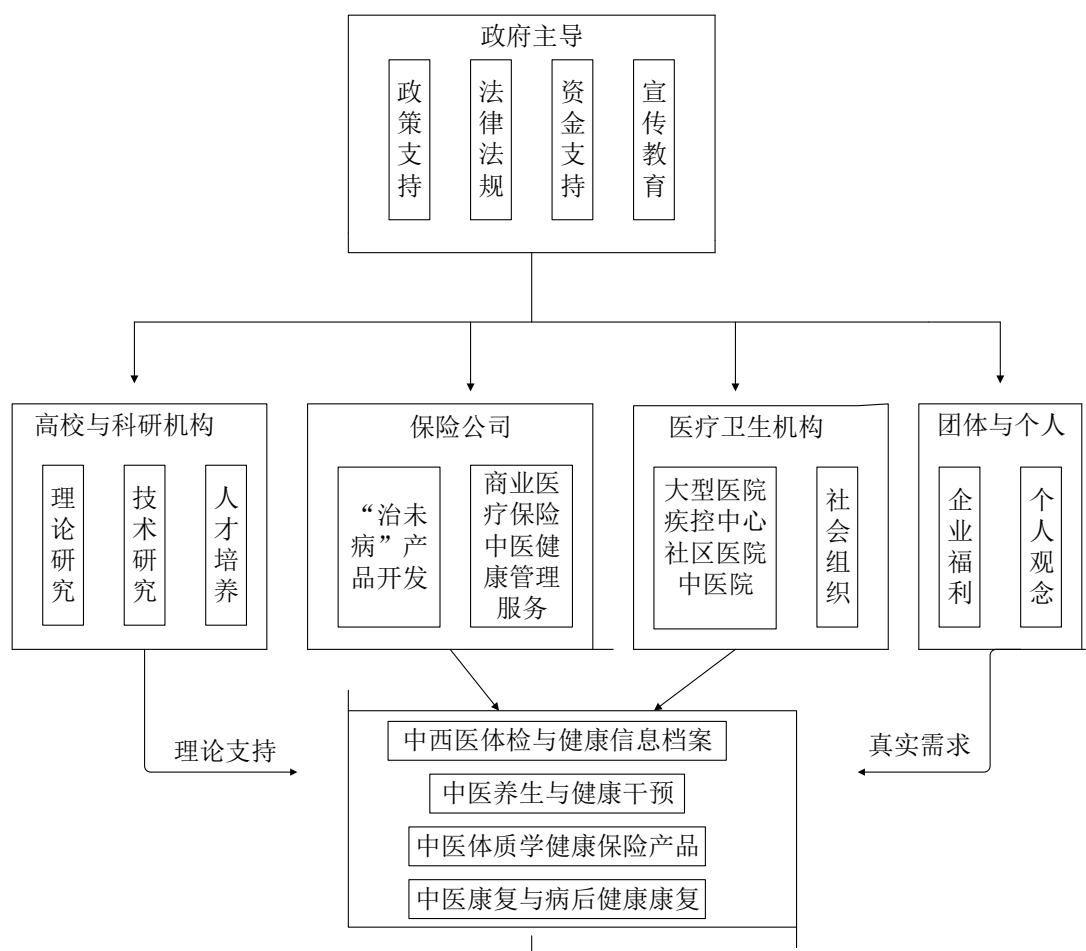 政府主导
政策支持
法律法规
资金支持
宣传教育
高校与科研机构
理论研究
技术研究
人才培养
保险公司
“治未
病”产
品开发
商业医
疗保险
中医健
康管理
服务
医疗卫生机构
大型医院
疾控中心
社区医院
中医院
社会组织
团体与个人
企业福利
个人观念
理论支持
真实需求
中西医体检与健康信息档案
中医养生与健康干预
中医体质学健康保险产品
中医康复与病后健康康复